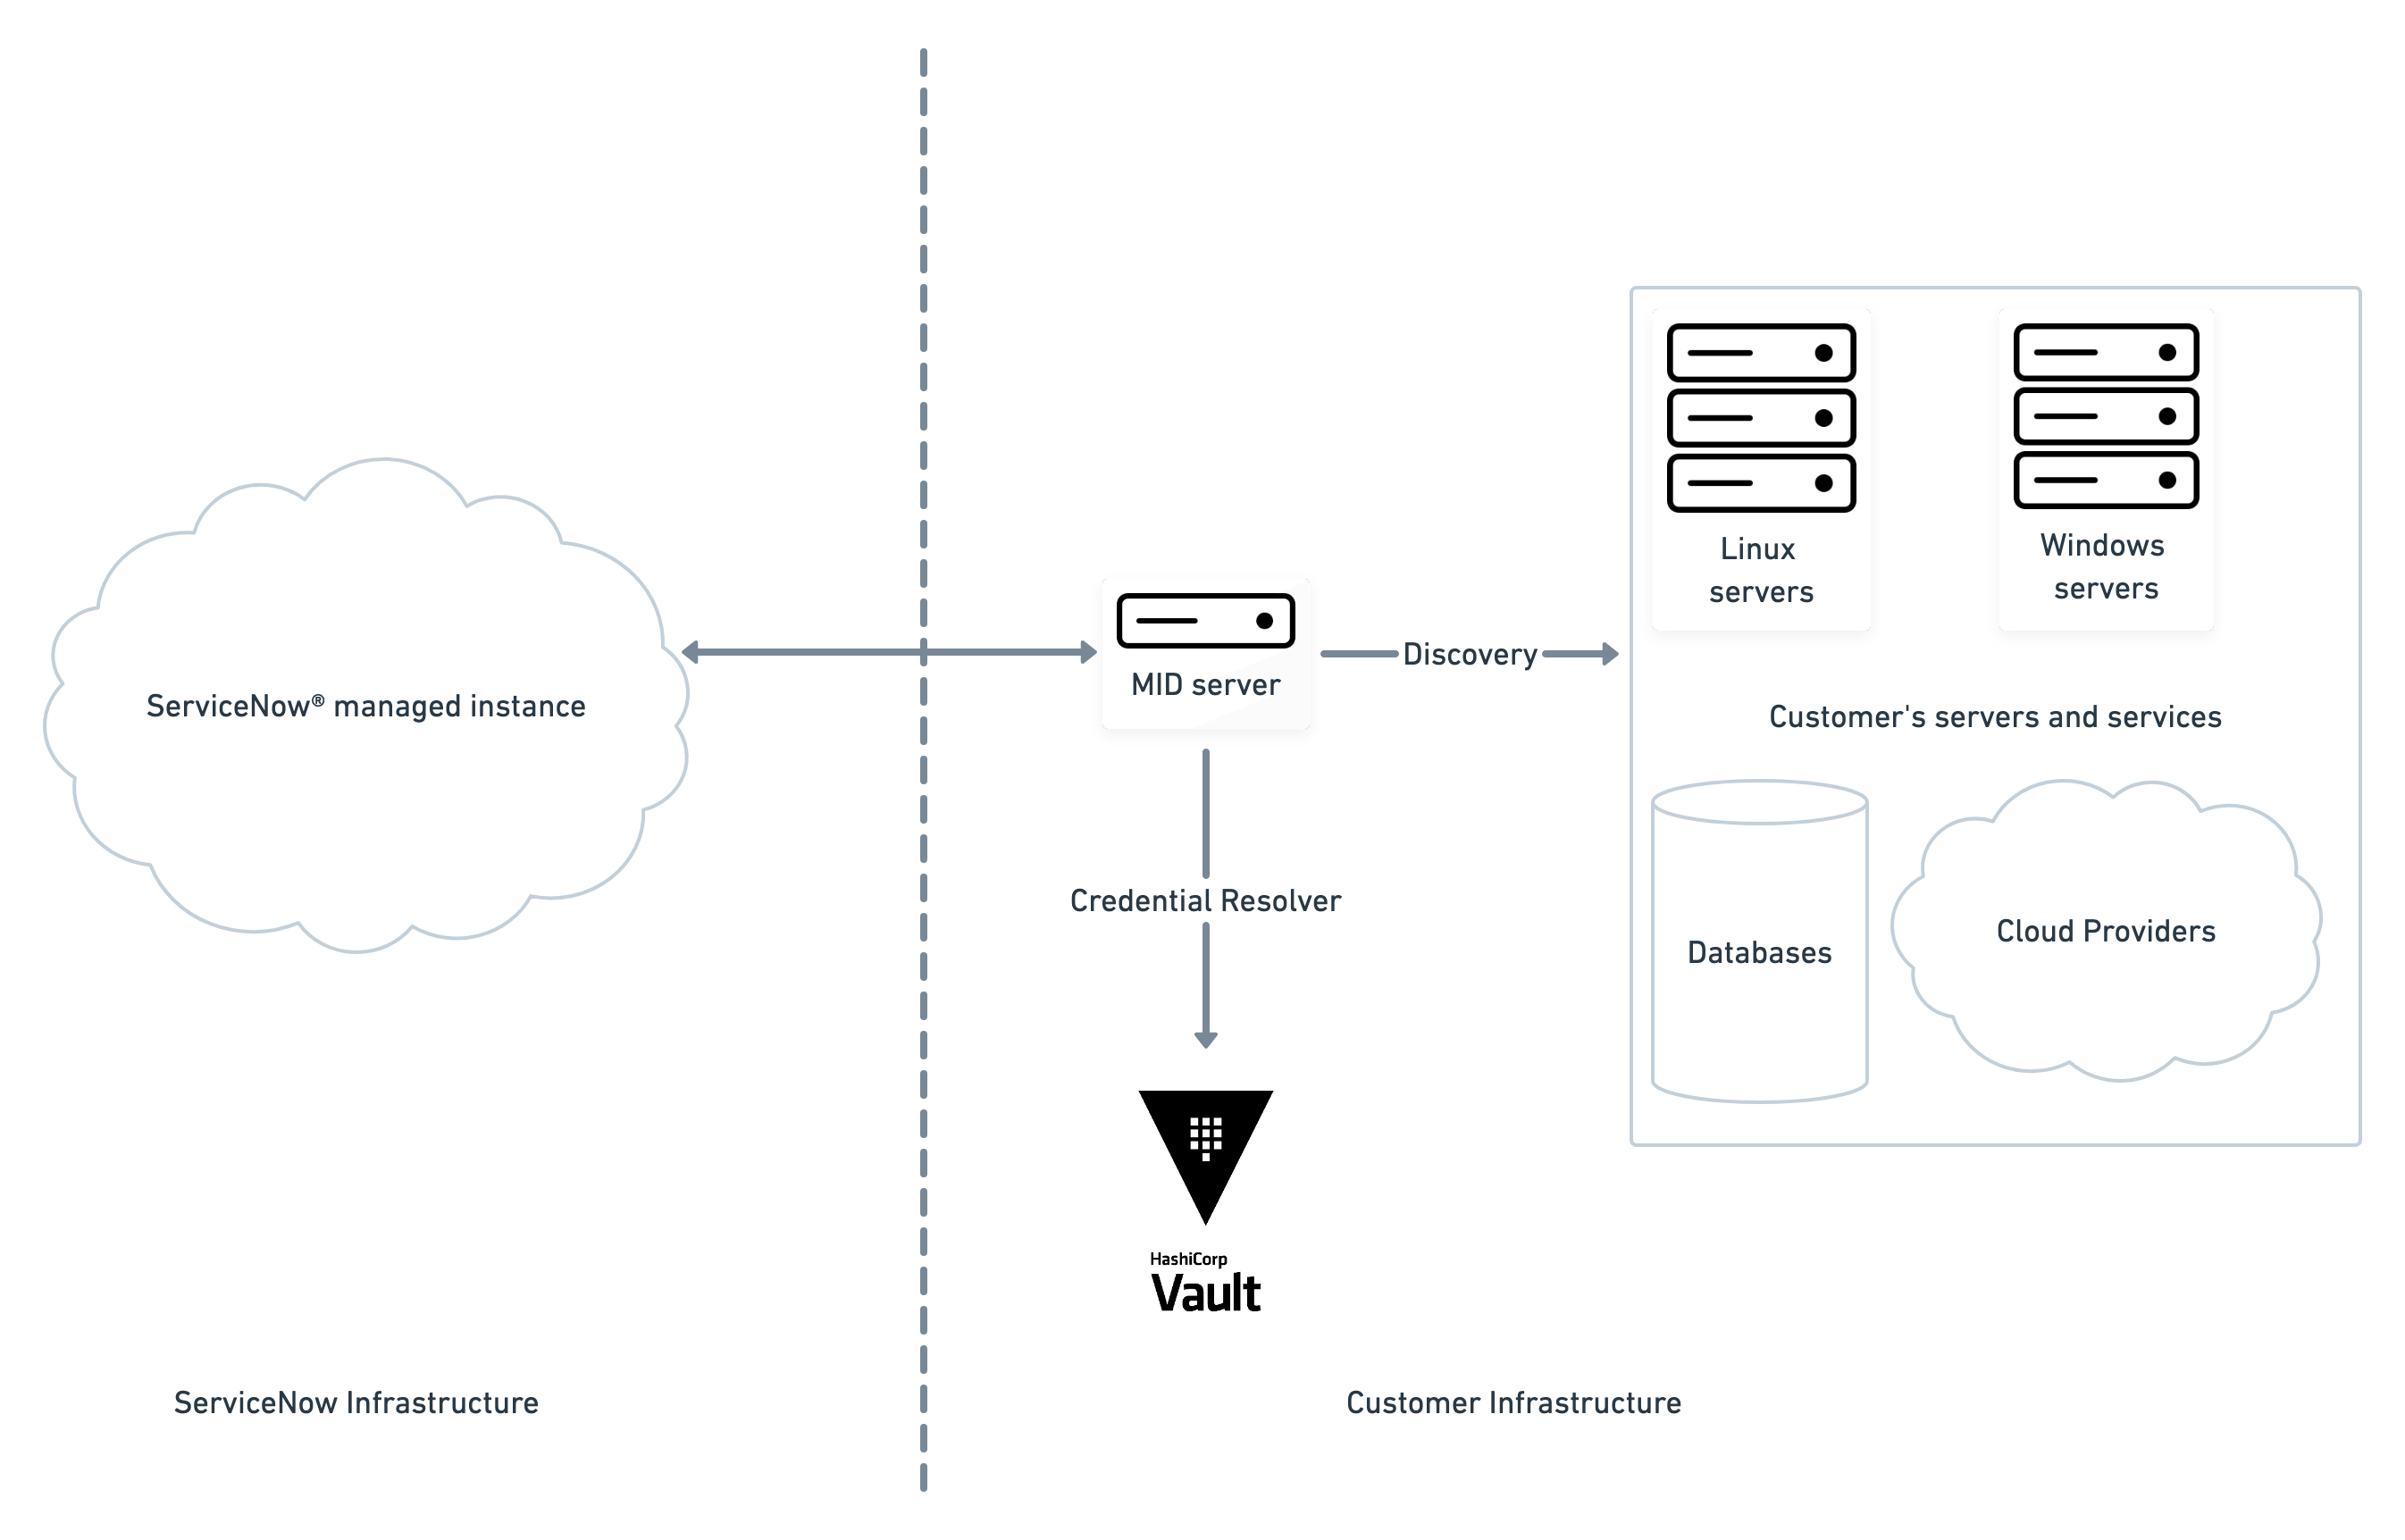 Linux
servers
Windows
servers
MID server
Discovery
ServiceNow® managed instance
Customer's servers and services
Credential Resolver
Databases
Cloud Providers
HashiCorp
Vault
ServiceNow Infrastructure
Customer Infrastructure